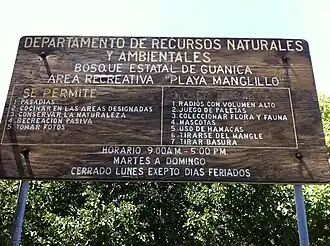 DEPARTAMENTO DE RECURSOS NATURALES
Y AMBIENTALES
BOSQUE ESTATAL DE GUANICA
AREA RECREATIVA "PLAYA MANGLILLO"
SE PERMITE
1. PASADIAS
2. COCINAR EN LAS AREAS DESIGNADAS
3. CONSERVAR LA NATURALEZA
4. RECREACION PASIVA
5. TOMAR FOTOS
1. RADIOS CON VOLUMEN ALTO
2. JUEGO DE PALETAS
3. COLECCIONAR FLORA Y FAUNA
4. MASCOTAS
5. USO DE HAMACAS
6. TIRARSE DEL MANGLE
7. TIRAR BASURA
HORARIO 9:00AM - 5:00PM
MARTES A DOMINGO
CERRADO LUNES EXEPTO DIAS FERIADOS